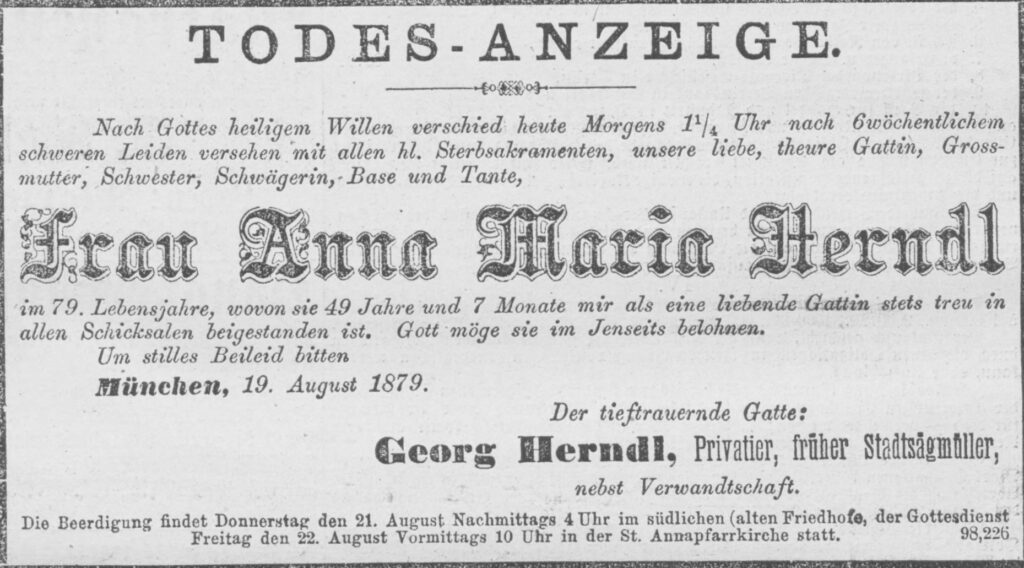 TODES-ANZEIGE.
Nach Gottes heiligem Willen verschied heute Morgens 1¹/₄ Uhr nach 6wöchentlichem
schweren Leiden versehen mit allen hl. Sterbsakramenten, unsere liebe, theure Gattin, Gross-
mutter, Schwester, Schwägerin, Base und Tante,
Frau Anna Maria Herndl
im 79. Lebensjahre, wovon sie 49 Jahre und 7 Monate mir als eine liebende Gattin stets treu in
allen Schicksalen beigestanden ist. Gott möge sie im Jenseits belohnen.
Um stilles Beileid bitten
München, 19. August 1879.
Der tieftrauernde Gatte:
Georg Herndl, Privatier, früher Stadtsägmüller,
nebst Verwandtschaft.
Die Beerdigung findet Donnerstag den 21. August Nachmittags 4 Uhr im südlichen (alten Friedhofe, der Gottesdienst
Freitag den 22. August Vormittags 10 Uhr in der St. Annapfarrkirche statt. 98,226